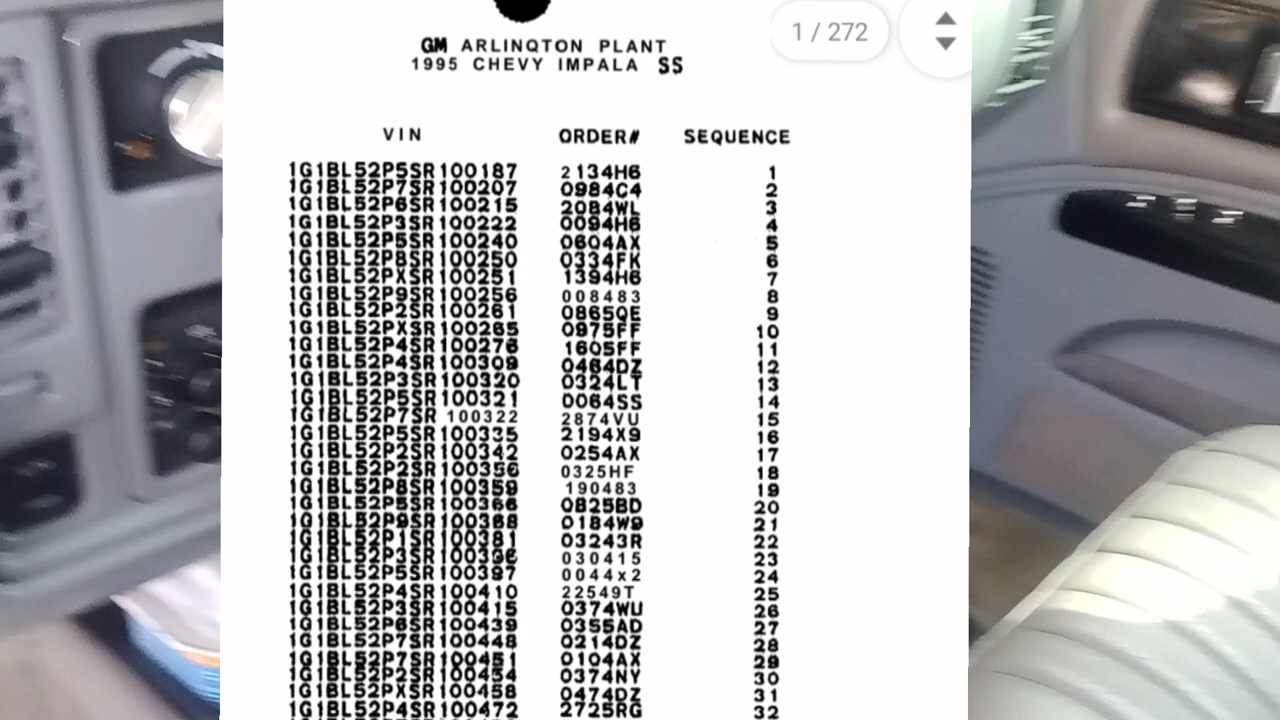 1 / 272
GM ARLINQTON PLANT
1995 CHEVY IMPALA SS
VIN ORDER# SEQUENCE
1G1BL52P5SR100187 2134H6 1
1G1BL52P7SR100207 0984C4 2
1G1BL52P6SR100215 2084WL 3
1G1BL52P3SR100222 0094H6 4
1G1BL52P5SR100240 0604AX 5
1G1BL52P8SR100250 0334FK 6
1G1BL52PXSR100251 1394H6 7
1G1BL52P9SR100256 008483 8
1G1BL52P2SR100261 0865QE 9
1G1BL52PXSR100265 0975FF 10
1G1BL52P4SR100276 1605FF 11
1G1BL52P4SR100309 0464DZ 12
1G1BL52P3SR100320 0324LT 13
1G1BL52P5SR100321 0064SS 14
1G1BL52P7SR 100322 2874VU 15
1G1BL52P5SR100335 2194X9 16
1G1BL52P2SR100342 0254AX 17
1G1BL52P2SR100356 0325HF 18
1G1BL52P8SR100359 190483 19
1G1BL52P5SR100366 0825BD 20
1G1BL52P9SR100368 0184W9 21
1G1BL52P1SR100381 03243R 22
1G1BL52P3SR100396 030415 23
1G1BL52P5SR100397 0044x2 24
1G1BL52P4SR100410 22549T 25
1G1BL52P3SR100415 0374WU 26
1G1BL52P6SR100439 0355AD 27
1G1BL52P7SR100448 0214DZ 28
1G1BL52P7SR100451 0104AX 29
1G1BL52P2SR100454 0374NY 30
1G1BL52PXSR100458 0474DZ 31
1G1BL52P4SR100472 2725RG 32